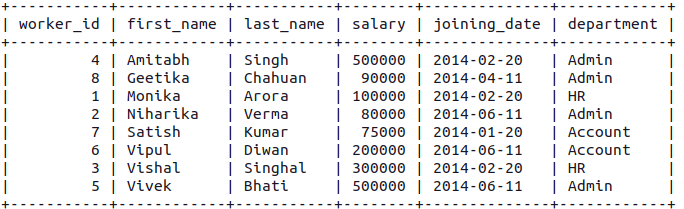 +-----------+------------+-----------+--------+--------------+------------+
| worker_id | first_name | last_name | salary | joining_date | department |
+-----------+------------+-----------+--------+--------------+------------+
|         4 | Amitabh    | Singh     | 500000 | 2014-02-20   | Admin      |
|         8 | Geetika    | Chahuan   |  90000 | 2014-04-11   | Admin      |
|         1 | Monika     | Arora     | 100000 | 2014-02-20   | HR         |
|         2 | Niharika   | Verma     |  80000 | 2014-06-11   | Admin      |
|         7 | Satish     | Kumar     |  75000 | 2014-01-20   | Account    |
|         6 | Vipul      | Diwan     | 200000 | 2014-06-11   | Account    |
|         3 | Vishal     | Singhal   | 300000 | 2014-02-20   | HR         |
|         5 | Vivek      | Bhati     | 500000 | 2014-06-11   | Admin      |
+-----------+------------+-----------+--------+--------------+------------+